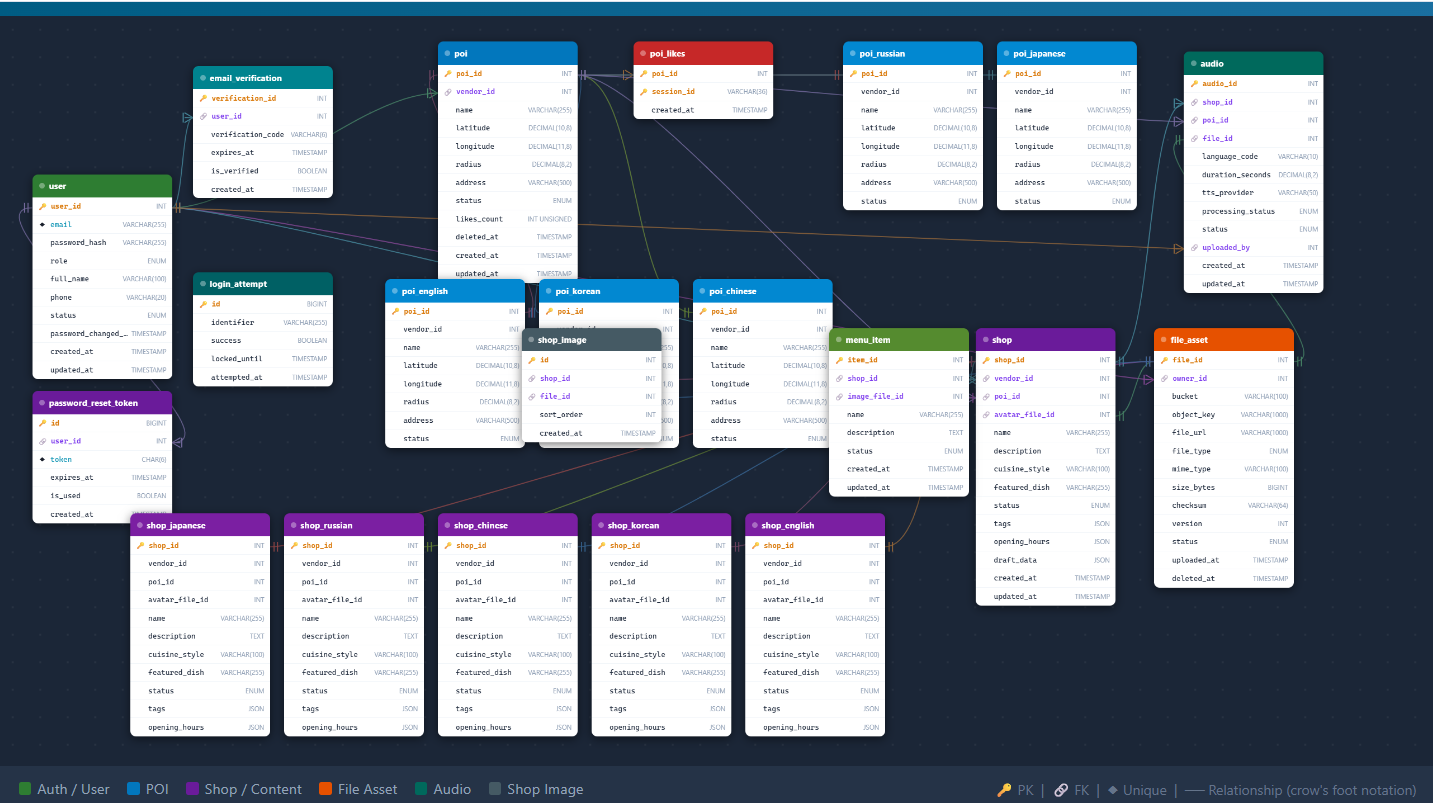 email_verification
verification_id INT
user_id INT
verification_code VARCHAR(6)
expires_at TIMESTAMP
is_verified BOOLEAN
created_at TIMESTAMP
user
user_id INT
email VARCHAR(255)
password_hash VARCHAR(255)
role ENUM
full_name VARCHAR(100)
phone VARCHAR(20)
status ENUM
password_changed_… TIMESTAMP
created_at TIMESTAMP
updated_at TIMESTAMP
login_attempt
id BIGINT
identifier VARCHAR(255)
success BOOLEAN
locked_until TIMESTAMP
attempted_at TIMESTAMP
password_reset_token
id BIGINT
user_id INT
token CHAR(6)
expires_at TIMESTAMP
is_used BOOLEAN
created_at TIMESTAMP
poi
poi_id INT
vendor_id INT
name VARCHAR(255)
latitude DECIMAL(10,8)
longitude DECIMAL(11,8)
radius DECIMAL(8,2)
address VARCHAR(500)
status ENUM
likes_count INT UNSIGNED
deleted_at TIMESTAMP
created_at TIMESTAMP
updated_at TIMESTAMP
poi_likes
poi_id INT
session_id VARCHAR(36)
created_at TIMESTAMP
poi_russian
poi_id INT
vendor_id INT
name VARCHAR(255)
latitude DECIMAL(10,8)
longitude DECIMAL(11,8)
radius DECIMAL(8,2)
address VARCHAR(500)
status ENUM
poi_japanese
poi_id INT
vendor_id INT
name VARCHAR(255)
latitude DECIMAL(10,8)
longitude DECIMAL(11,8)
radius DECIMAL(8,2)
address VARCHAR(500)
status ENUM
audio
audio_id INT
shop_id INT
poi_id INT
file_id INT
language_code VARCHAR(10)
duration_seconds DECIMAL(8,2)
tts_provider VARCHAR(50)
processing_status ENUM
status ENUM
uploaded_by INT
created_at TIMESTAMP
updated_at TIMESTAMP
poi_english
poi_id INT
vendor_id INT
name VARCHAR(255)
latitude DECIMAL(10,8)
longitude DECIMAL(11,8)
radius DECIMAL(8,2)
address VARCHAR(500)
status ENUM
poi_korean
poi_id INT
INT
shop_image
id INT
shop_id INT
file_id INT
sort_order INT
created_at TIMESTAMP
poi_chinese
poi_id INT
vendor_id INT
name VARCHAR(255)
latitude DECIMAL(10,8)
longitude DECIMAL(11,8)
radius DECIMAL(8,2)
address VARCHAR(500)
status ENUM
menu_item
item_id INT
shop_id INT
image_file_id INT
name VARCHAR(255)
description TEXT
status ENUM
created_at TIMESTAMP
updated_at TIMESTAMP
shop
shop_id INT
vendor_id INT
poi_id INT
avatar_file_id INT
name VARCHAR(255)
description TEXT
cuisine_style VARCHAR(100)
featured_dish VARCHAR(255)
status ENUM
tags JSON
opening_hours JSON
draft_data JSON
created_at TIMESTAMP
updated_at TIMESTAMP
file_asset
file_id INT
owner_id INT
bucket VARCHAR(100)
object_key VARCHAR(1000)
file_url VARCHAR(1000)
file_type ENUM
mime_type VARCHAR(100)
size_bytes BIGINT
checksum VARCHAR(64)
version INT
status ENUM
uploaded_at TIMESTAMP
deleted_at TIMESTAMP
shop_japanese
shop_id INT
vendor_id INT
poi_id INT
avatar_file_id INT
name VARCHAR(255)
description TEXT
cuisine_style VARCHAR(100)
featured_dish VARCHAR(255)
status ENUM
tags JSON
opening_hours JSON
shop_russian
shop_id INT
vendor_id INT
poi_id INT
avatar_file_id INT
name VARCHAR(255)
description TEXT
cuisine_style VARCHAR(100)
featured_dish VARCHAR(255)
status ENUM
tags JSON
opening_hours JSON
shop_chinese
shop_id INT
vendor_id INT
poi_id INT
avatar_file_id INT
name VARCHAR(255)
description TEXT
cuisine_style VARCHAR(100)
featured_dish VARCHAR(255)
status ENUM
tags JSON
opening_hours JSON
shop_korean
shop_id INT
vendor_id INT
poi_id INT
avatar_file_id INT
name VARCHAR(255)
description TEXT
cuisine_style VARCHAR(100)
featured_dish VARCHAR(255)
status ENUM
tags JSON
opening_hours JSON
shop_english
shop_id INT
vendor_id INT
poi_id INT
avatar_file_id INT
name VARCHAR(255)
description TEXT
cuisine_style VARCHAR(100)
featured_dish VARCHAR(255)
status ENUM
tags JSON
opening_hours JSON
Auth / User POI Shop / Content File Asset Audio Shop Image
PK | FK | ◆ Unique | —— Relationship (crow's foot notation)